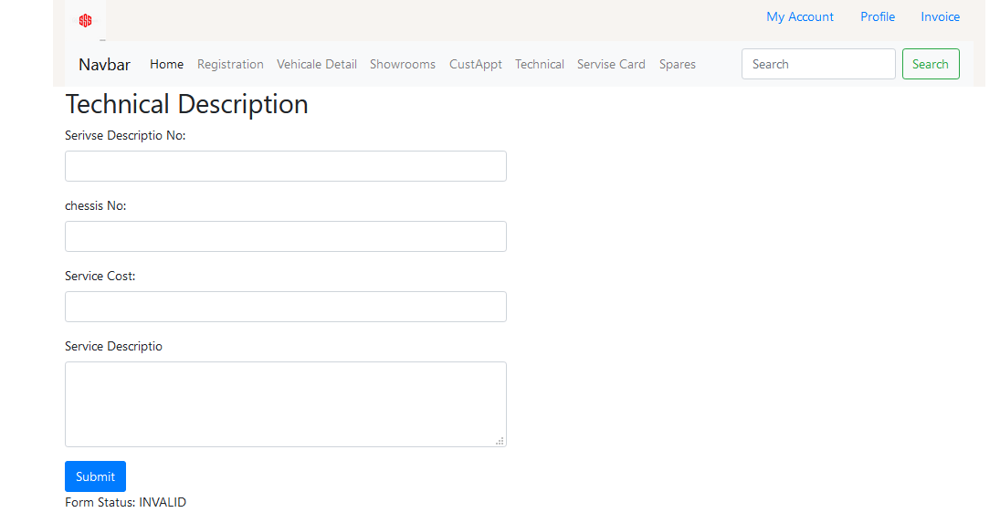 SSS
My Account Profile Invoice
Navbar Home Registration Vehicale Detail Showrooms CustAppt Technical Servise Card Spares Search Search
Technical Description
Serivse Descriptio No:
chessis No:
Service Cost:
Service Descriptio
Submit
Form Status: INVALID